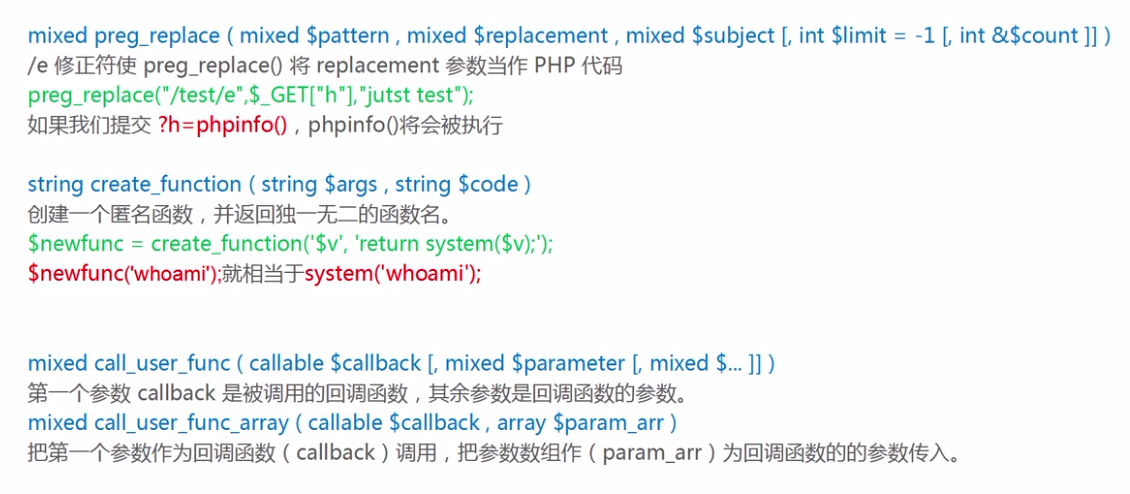 mixed preg_replace ( mixed $pattern , mixed $replacement , mixed $subject [, int $limit = -1 [, int &$count ]] )
/e 修正符使 preg_replace() 将 replacement 参数当作 PHP 代码
preg_replace("/test/e",$_GET["h"],"jutst test");
如果我们提交 ?h=phpinfo()，phpinfo()将会被执行
string create_function ( string $args , string $code )
创建一个匿名函数，并返回独一无二的函数名。
$newfunc = create_function('$v', 'return system($v);');
$newfunc('whoami');就相当于system('whoami');
mixed call_user_func ( callable $callback [, mixed $parameter [, mixed $... ]] )
第一个参数 callback 是被调用的回调函数，其余参数是回调函数的参数。
mixed call_user_func_array ( callable $callback , array $param_arr )
把第一个参数作为回调函数（callback）调用，把参数数组作（param_arr）为回调函数的的参数传入。